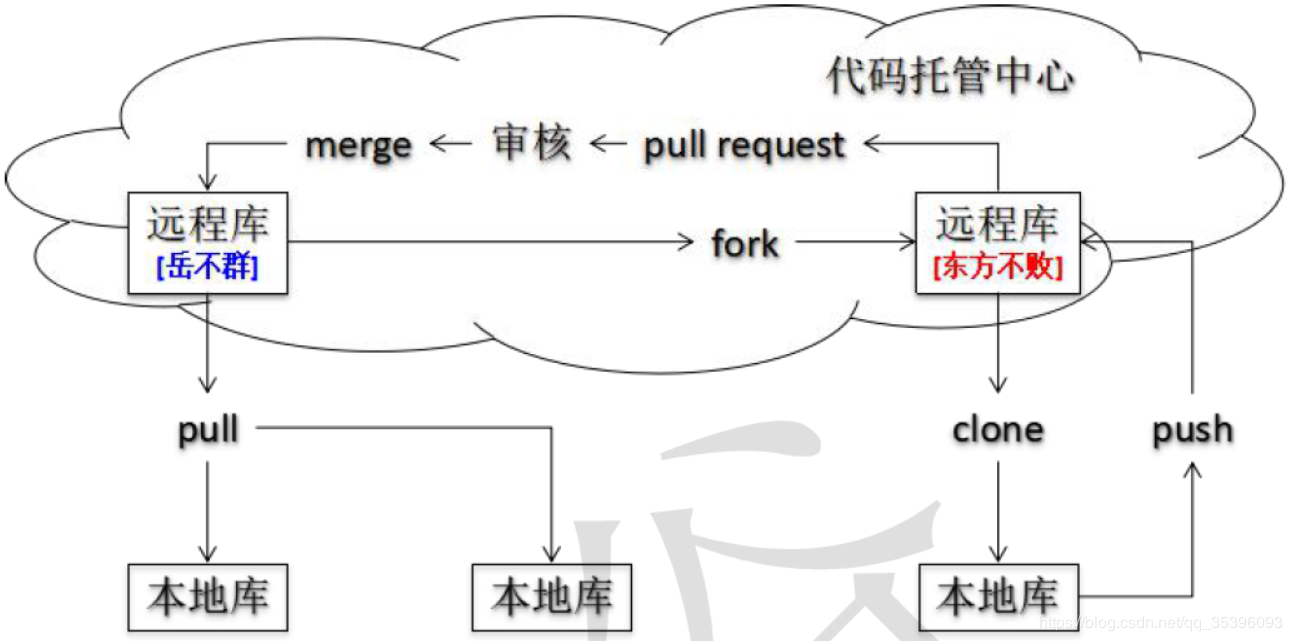 代码托管中心
merge
审核
pull request
远程库
[岳不群]
fork
远程库
[东方不败]
pull
clone
push
本地库
本地库
本地库
https://blog.csdn.net/qq_35396093